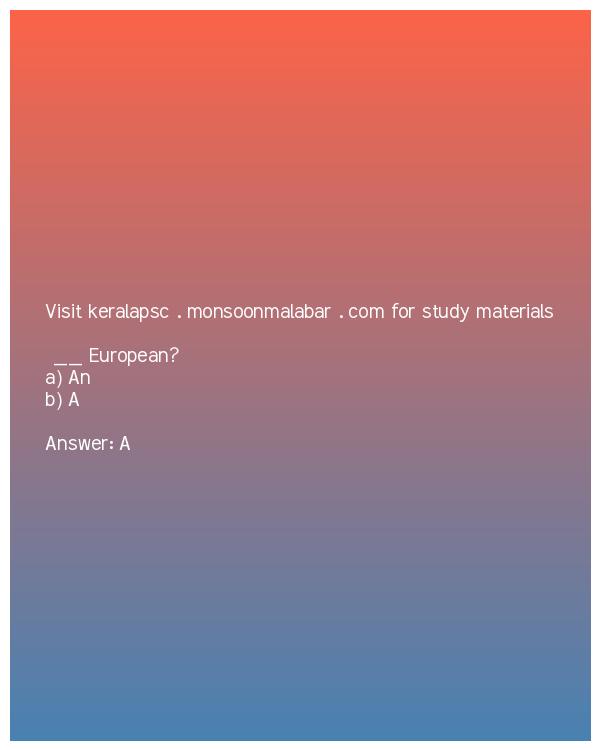 Visit keralapsc . monsoonmalabar . com for study materials
__ European?
a) An
b) A
Answer: A